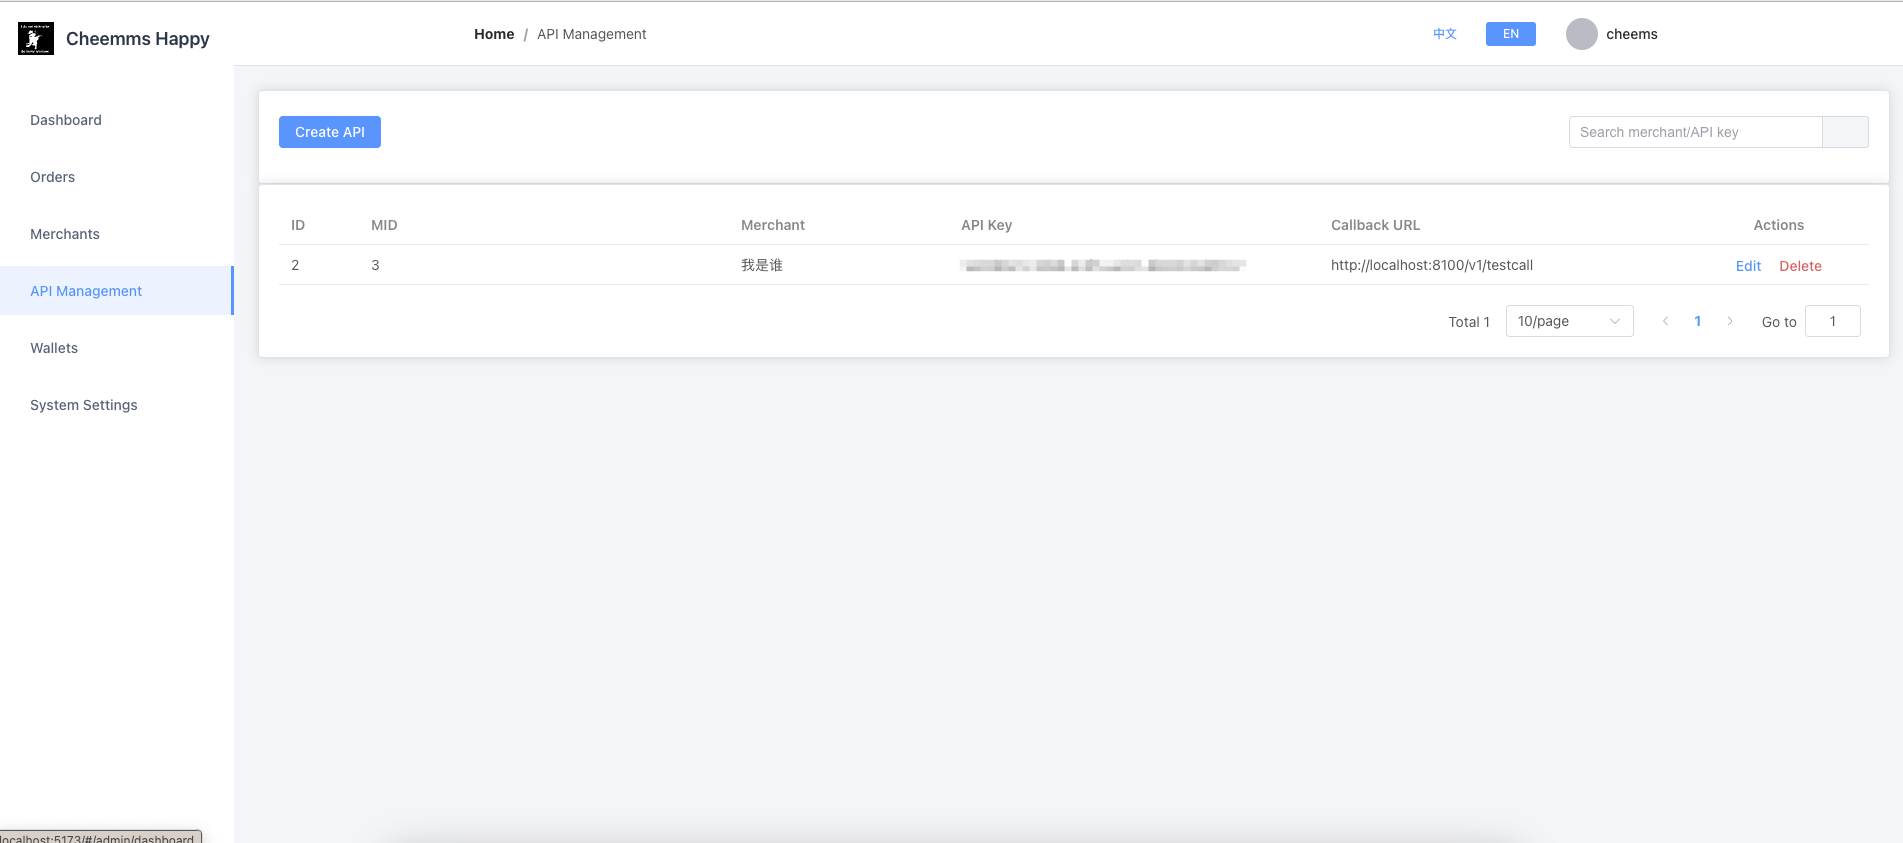 Cheemms Happy
Home / API Management
中文
EN
cheems
Dashboard
Orders
Merchants
API Management
Wallets
System Settings
Create API
Search merchant/API key
ID MID Merchant API Key Callback URL Actions
2 3 我是谁 http://localhost:8100/v1/testcall Edit Delete
Total 1 10/page 1 Go to 1
localhost:5173/#/admin/dashboard